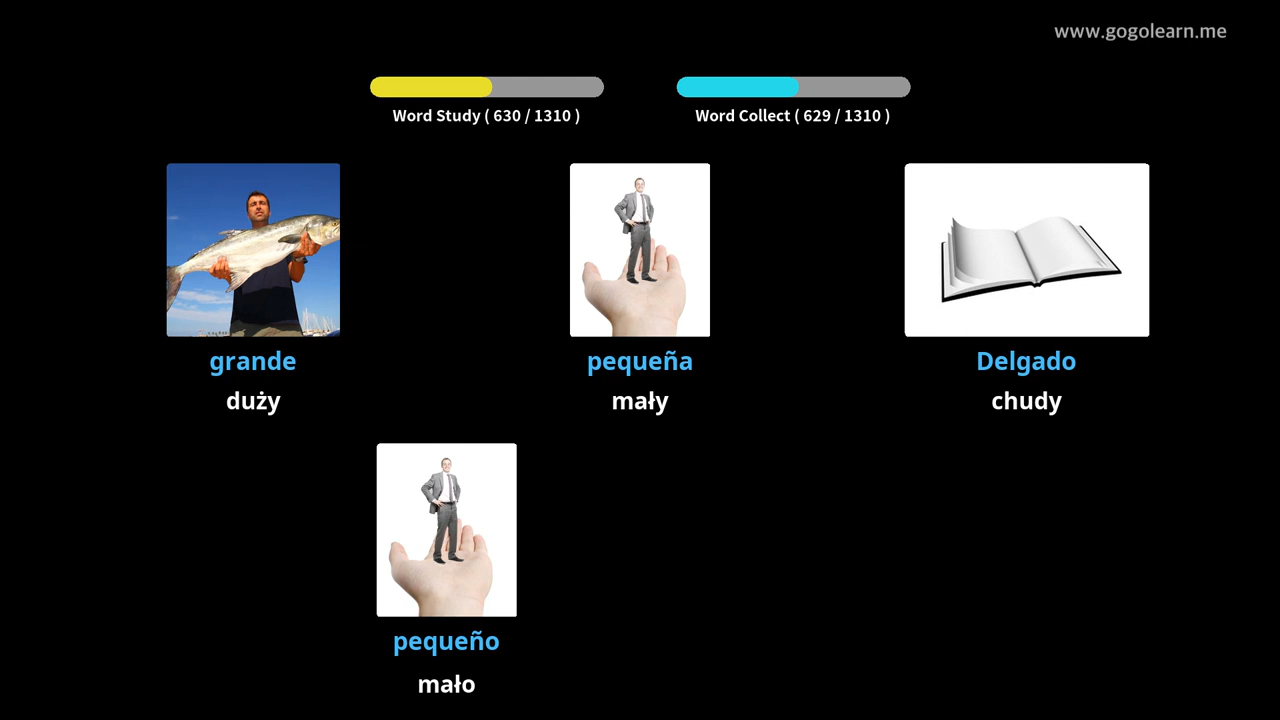 www.gogolearn.me
Word Study ( 630 / 1310 )
Word Collect ( 629 / 1310 )
grande
duży
pequeña
mały
Delgado
chudy
pequeño
mało